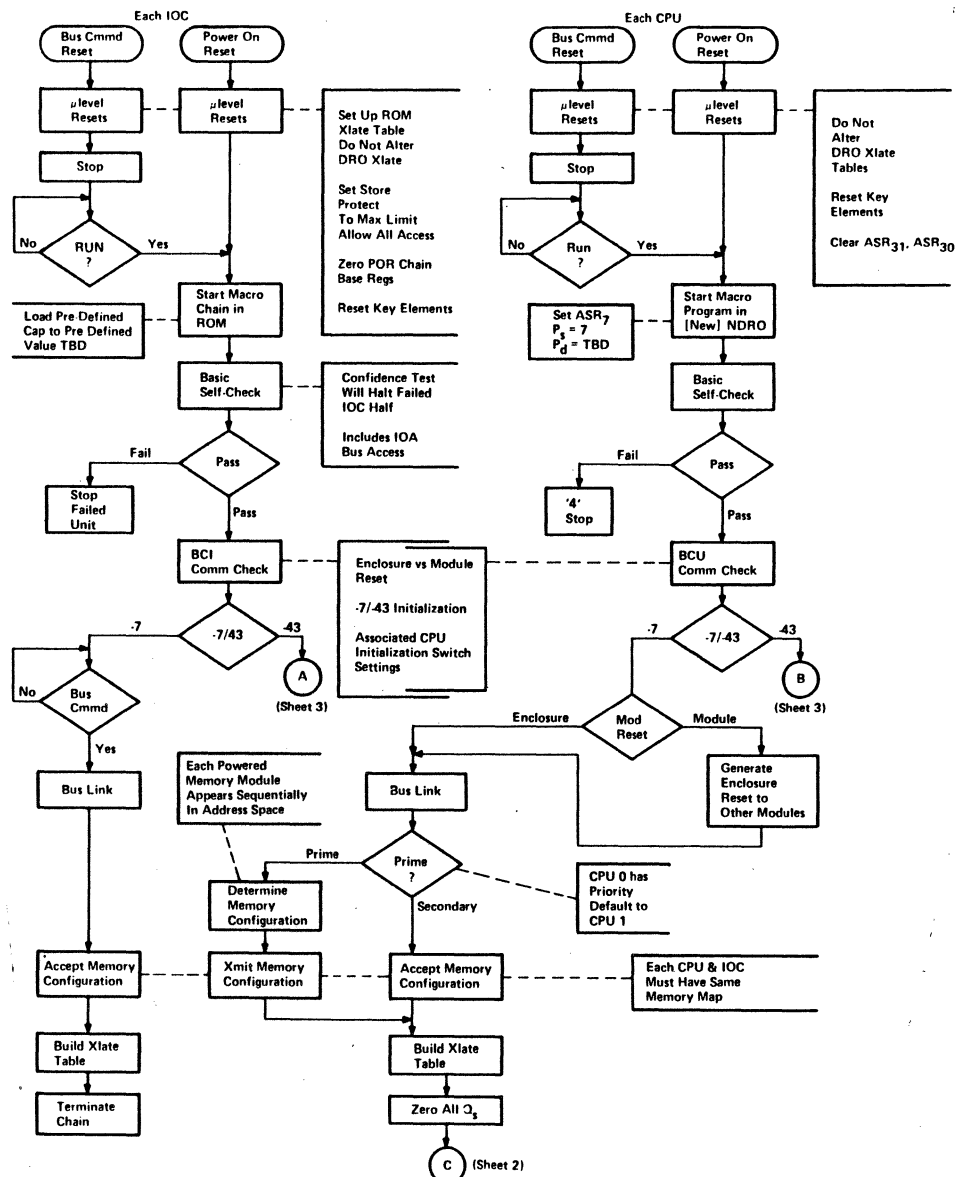 Each IOC
Bus Cmmd
Reset
Power On
Reset
μlevel
Resets
μlevel
Resets
Set Up ROM
Xlate Table
Do Not Alter
DRO Xlate
Set Store
Protect
To Max Limit
Allow All Access
Zero POR Chain
Base Regs
Reset Key Elements
Stop
RUN
?
No
Yes
Load Pre-Defined
Cap to Pre Defined
Value TBD
Start Macro
Chain in
ROM
Basic
Self-Check
Confidence Test
Will Halt Failed
IOC Half
Includes IOA
Bus Access
Pass
Fail
Stop
Failed
Unit
Pass
BCI
Comm Check
Enclosure vs Module
Reset
-7/-43 Initialization
Associated CPU
Initialization Switch
Settings
-7/43
-7
-43
A
(Sheet 3)
Bus
Cmmd
No
Yes
Bus Link
Accept Memory
Configuration
Build Xlate
Table
Terminate
Chain
Each CPU
Bus Cmmd
Reset
Power On
Reset
μlevel
Resets
μlevel
Resets
Do Not
Alter
DRO Xlate
Tables
Reset Key
Elements
Clear ASR31, ASR30
Stop
Run
?
No
Yes
Set ASR7
Ps = 7
Pd = TBD
Start Macro
Program in
[New] NDRO
Basic
Self-Check
Pass
Fail
'4'
Stop
Pass
BCU
Comm Check
-7/-43
-7
-43
B
(Sheet 3)
Mod
Reset
Enclosure
Module
Generate
Enclosure
Reset to
Other Modules
Each Powered
Memory Module
Appears Sequentially
In Address Space
Bus Link
Prime
?
Prime
Secondary
CPU 0 has
Priority
Default to
CPU 1
Determine
Memory
Configuration
Xmit Memory
Configuration
Accept Memory
Configuration
Each CPU & IOC
Must Have Same
Memory Map
Build Xlate
Table
Zero All Qs
C
(Sheet 2)